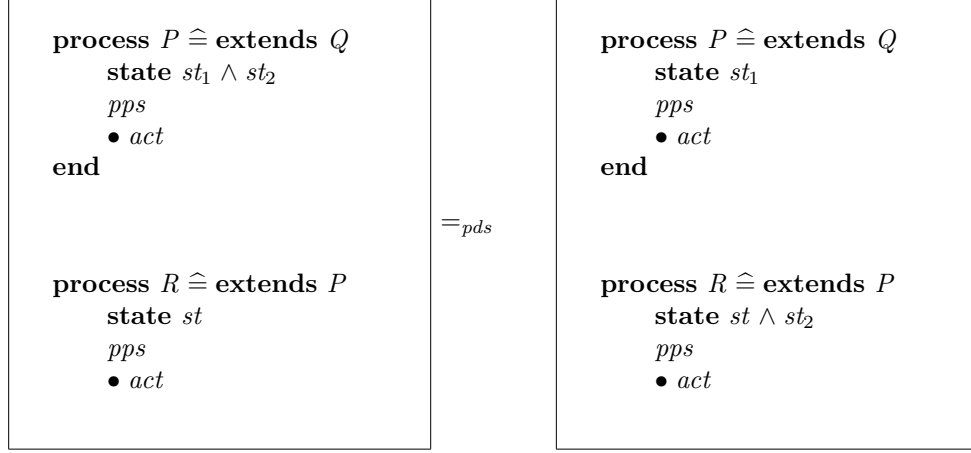 process P ≙ extends Q
state st₁ ∧ st₂
pps
• act
end
process R ≙ extends P
state st
pps
• act
=pds
process P ≙ extends Q
state st₁
pps
• act
end
process R ≙ extends P
state st ∧ st₂
pps
• act